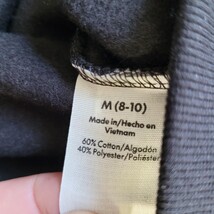 M (8-10)
Made in/Hecho en
Vietnam
60% Cotton/Algodón
40% Polyester/Poliéster